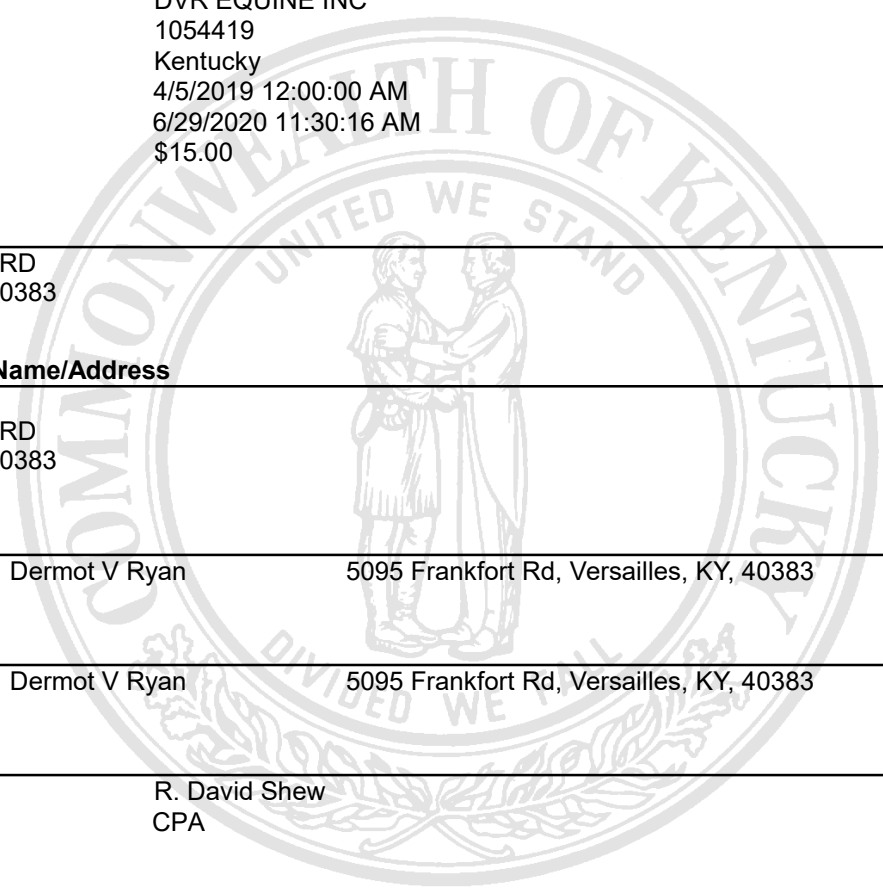 DVR EQUINE INC
1054419
Kentucky
4/5/2019 12:00:00 AM
6/29/2020 11:30:16 AM
$15.00
RD
0383
Name/Address
RD
0383
Dermot V Ryan 5095 Frankfort Rd, Versailles, KY, 40383
Dermot V Ryan 5095 Frankfort Rd, Versailles, KY, 40383
R. David Shew
CPA
COMMONWEALTH OF KENTUCKY
UNITED WE STAND
DIVIDED WE FALL